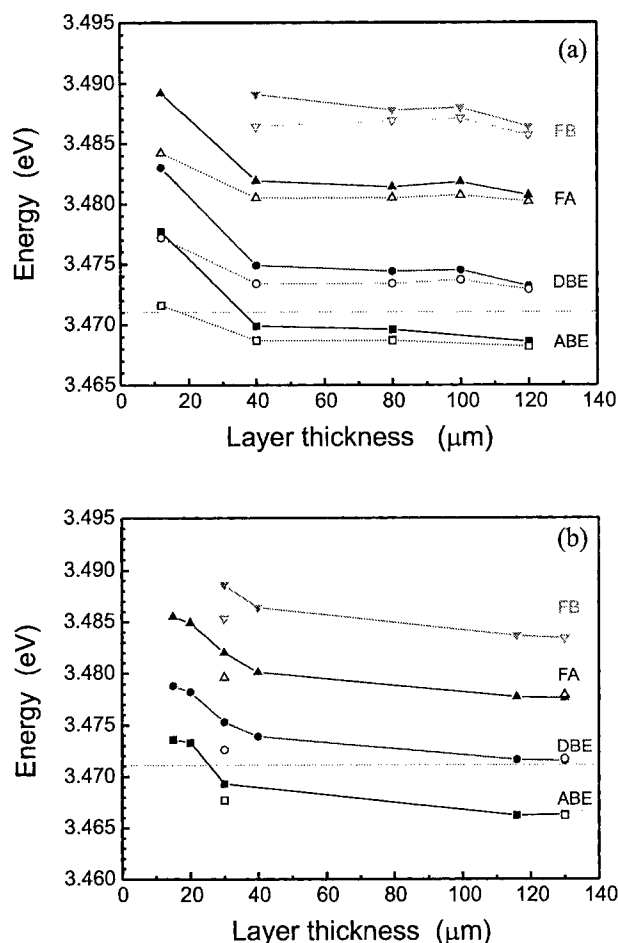 3.495
(a)
3.490
FB
3.485
FA
3.480
DBE
3.475
3.470
ABE
3.465
Energy (eV)
0 20 40 60 80 100 120 140
Layer thickness (μm)
3.495
(b)
3.490
FB
3.485
FA
3.480
3.475
DBE
3.470
ABE
3.465
3.460
Energy (eV)
0 20 40 60 80 100 120 140
Layer thickness (μm)